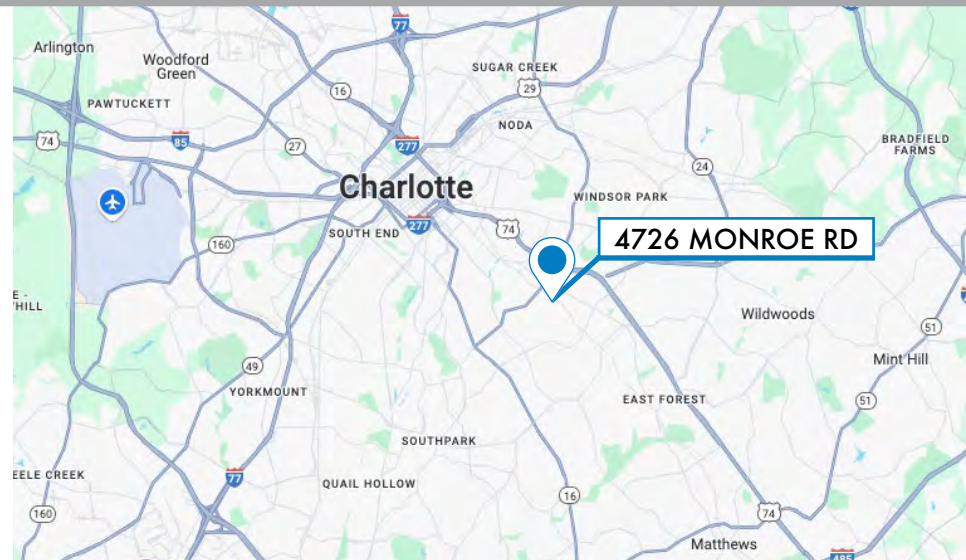 77
Arlington
Woodford
Green
SUGAR CREEK
16
29
PAWTUCKETT
NODA
74
85
27
277
BRADFIELD
FARMS
24
Charlotte
WINDSOR PARK
277
74
SOUTH END
160
4726 MONROE RD
E -
HILL
Wildwoods
51
49
Mint Hill
YORKMOUNT
EAST FOREST
51
SOUTHPARK
EELE CREEK
77
QUAIL HOLLOW
16
160
74
Matthews
485